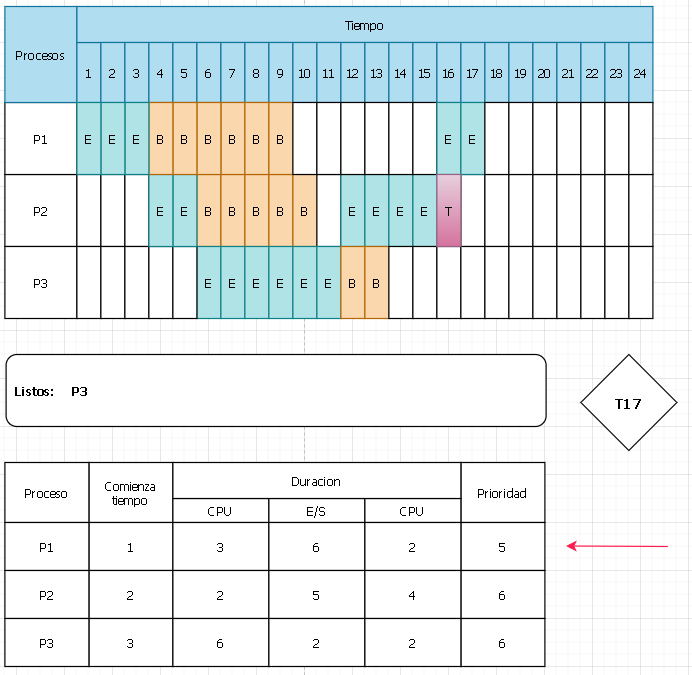 Procesos Tiempo
1 2 3 4 5 6 7 8 9 10 11 12 13 14 15 16 17 18 19 20 21 22 23 24
P1 E E E B B B B B B E E
P2 E E B B B B B E E E E T
P3 E E E E E E B B
Listos: P3
T17
Proceso Comienza tiempo Duracion Prioridad
CPU E/S CPU
P1 1 3 6 2 5
P2 2 2 5 4 6
P3 3 6 2 2 6